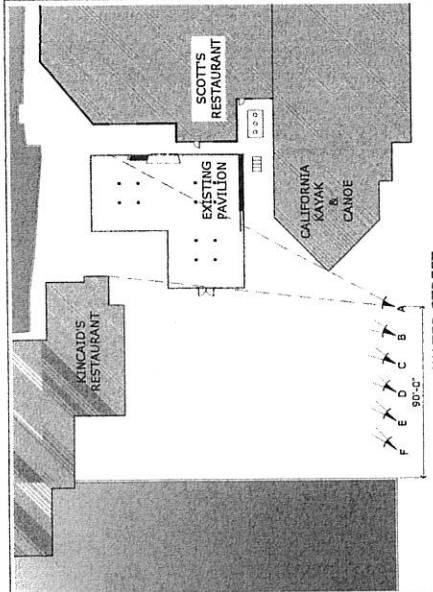 SCOTT'S
RESTAURANT
EXISTING
PAVILION
CALIFORNIA
KAYAK
&
CANOE
KINCAID'S
RESTAURANT
A
B
C
D
E
F
90'-0"